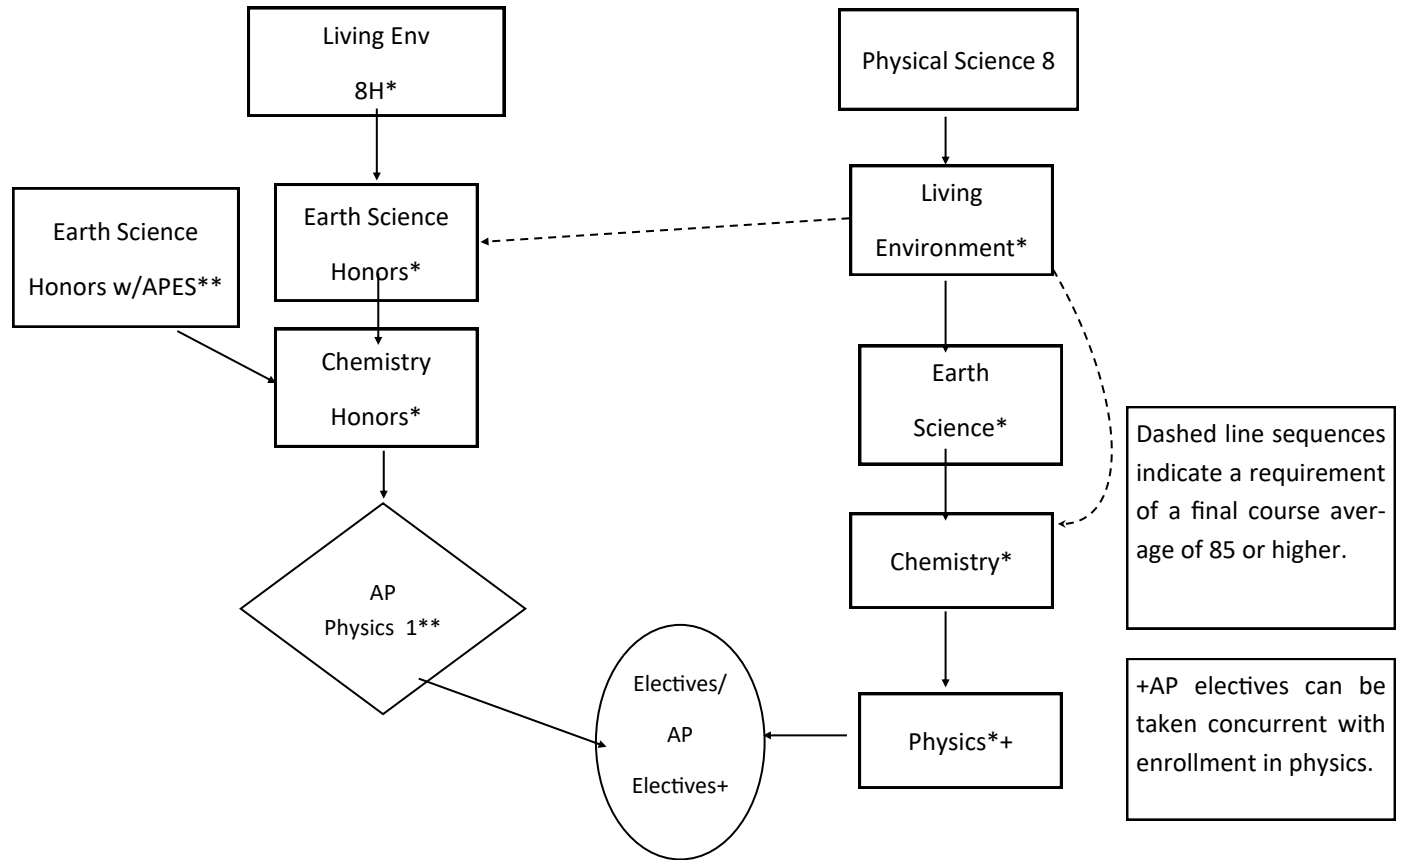 Living Env
8H*
Physical Science 8
Earth Science
Honors w/APES**
Earth Science
Honors*
Living
Environment*
Chemistry
Honors*
Earth
Science*
Dashed line sequences
indicate a requirement
of a final course aver-
age of 85 or higher.
AP
Physics 1**
Chemistry*
Electives/
AP
Electives+
Physics*+
+AP electives can be
taken concurrent with
enrollment in physics.